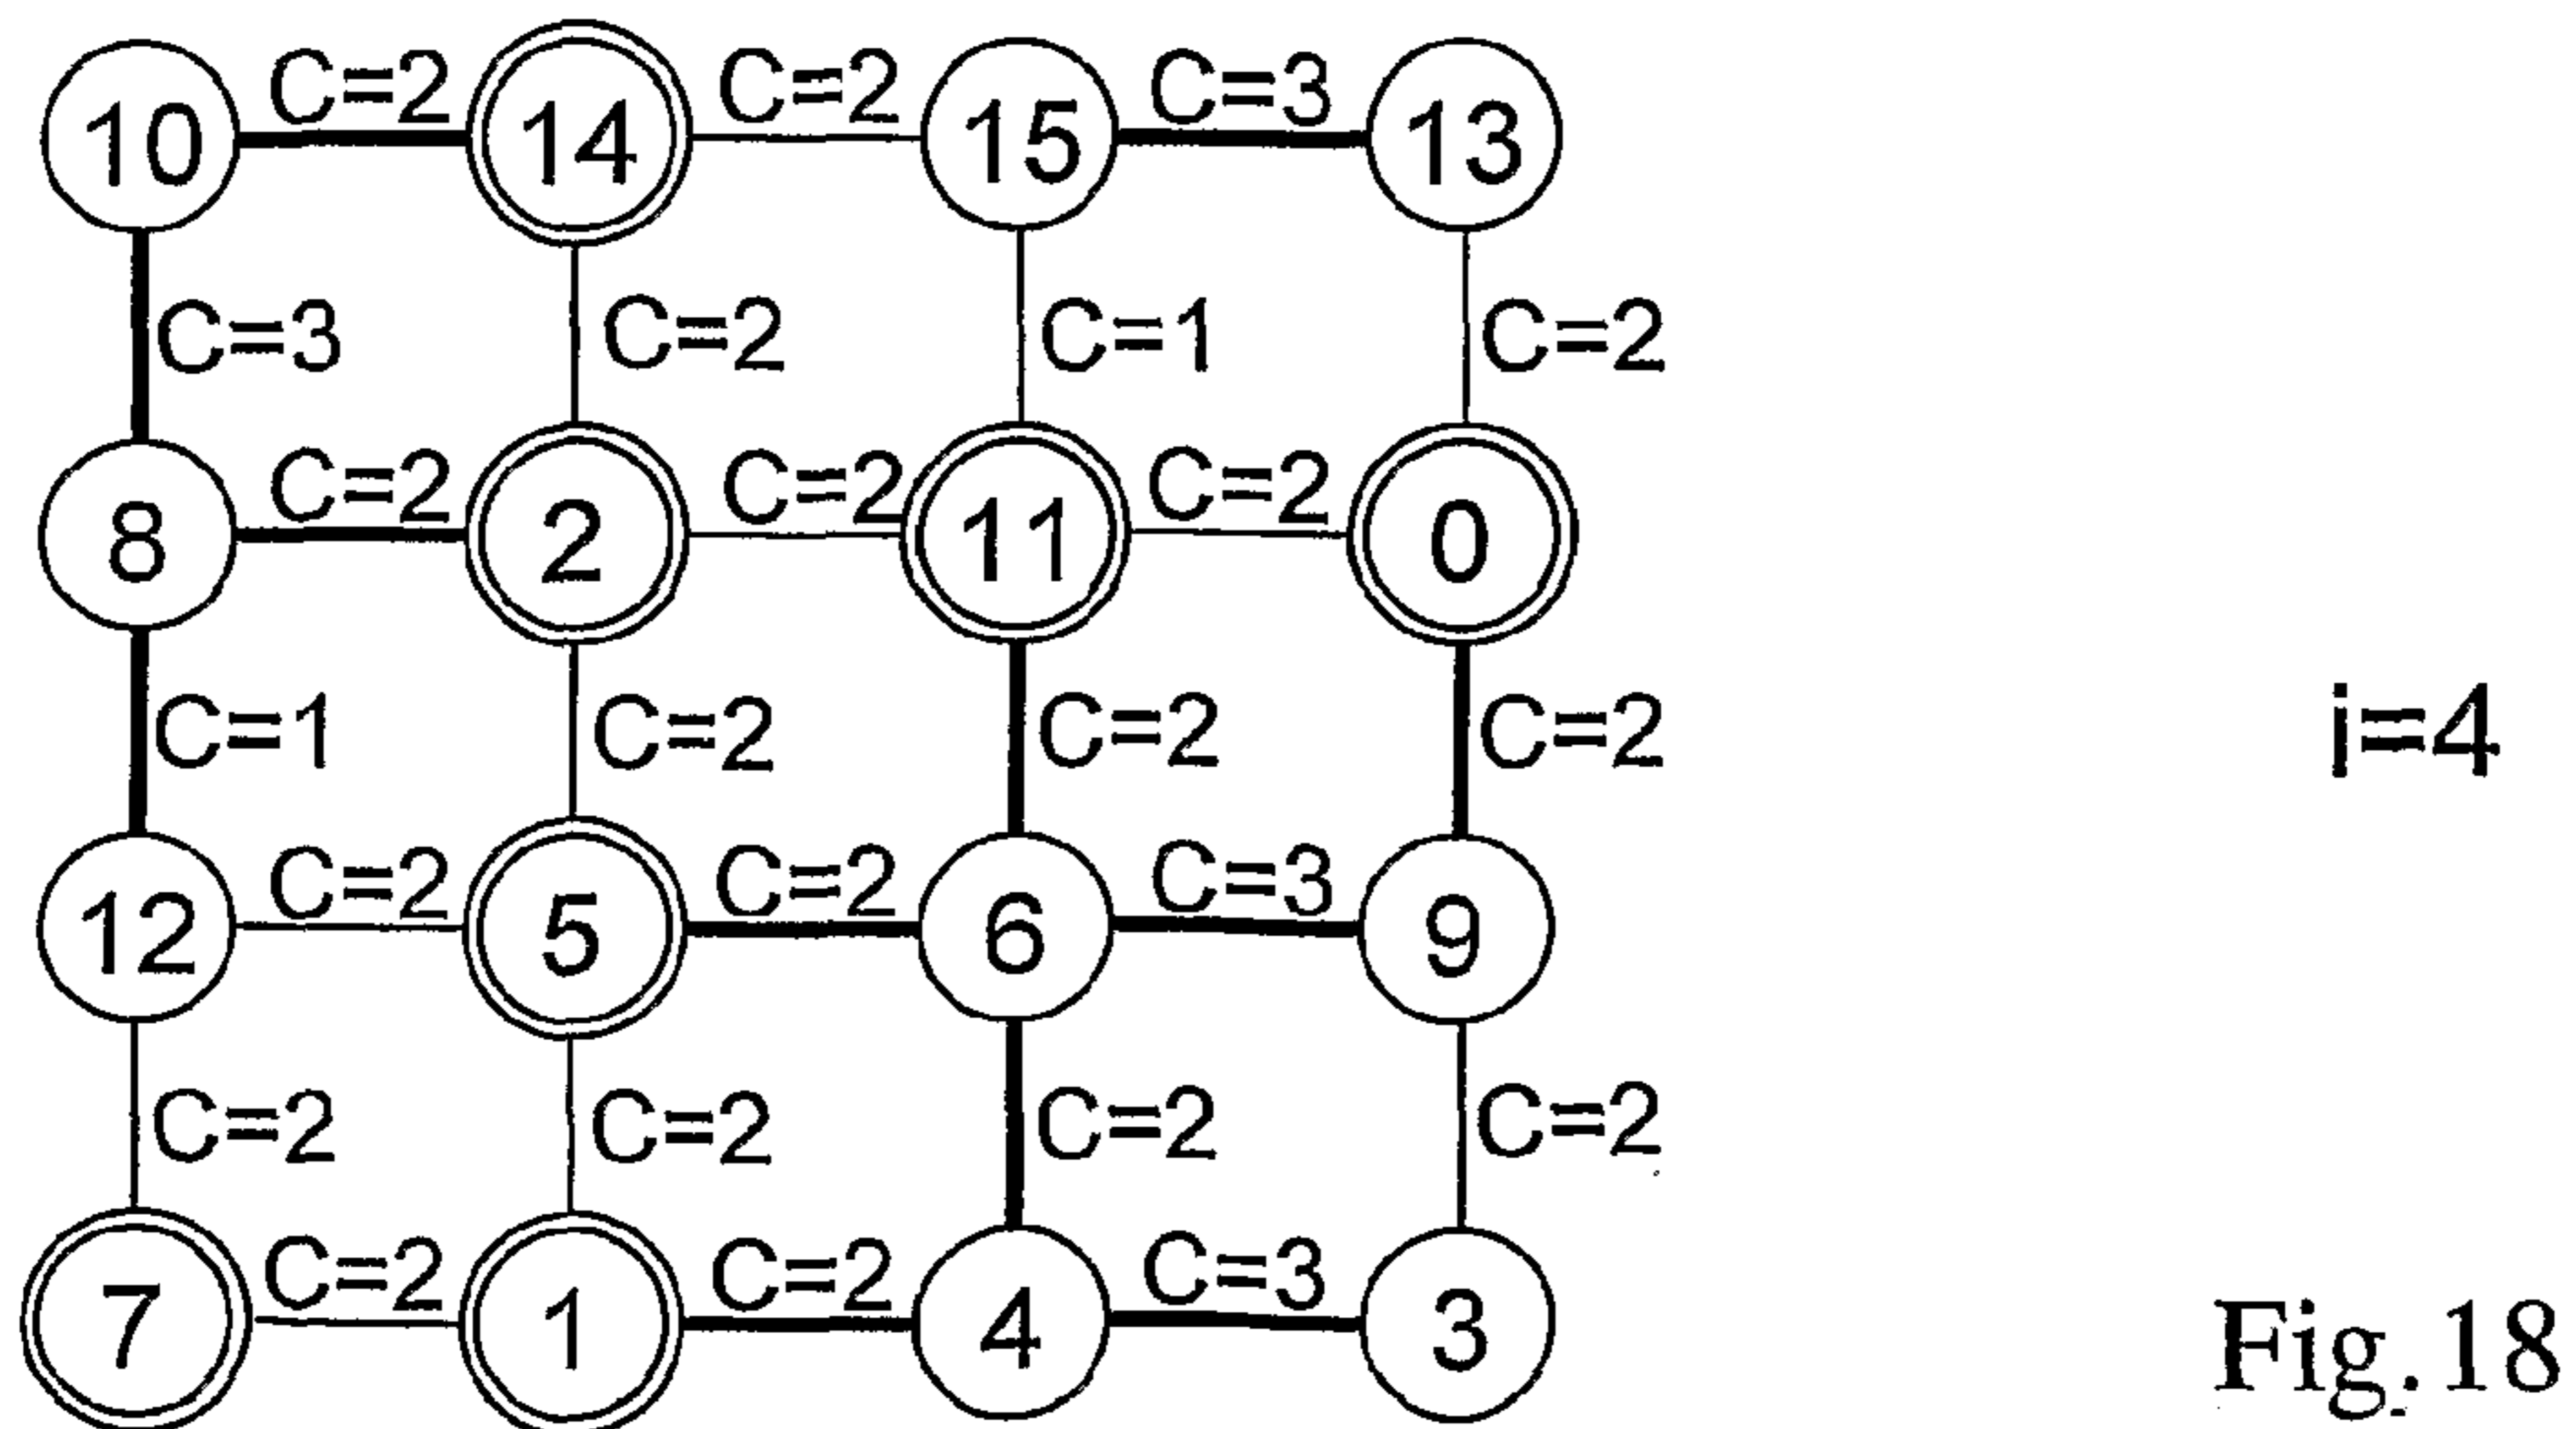 10 C=2 14 C=2 15 C=3 13
C=3 C=2 C=1 C=2
8 C=2 2 C=2 11 C=2 0
C=1 C=2 C=2 C=2
i=4
12 C=2 5 C=2 6 C=3 9
C=2 C=2 C=2 C=2
7 C=2 1 C=2 4 C=3 3
Fig.18